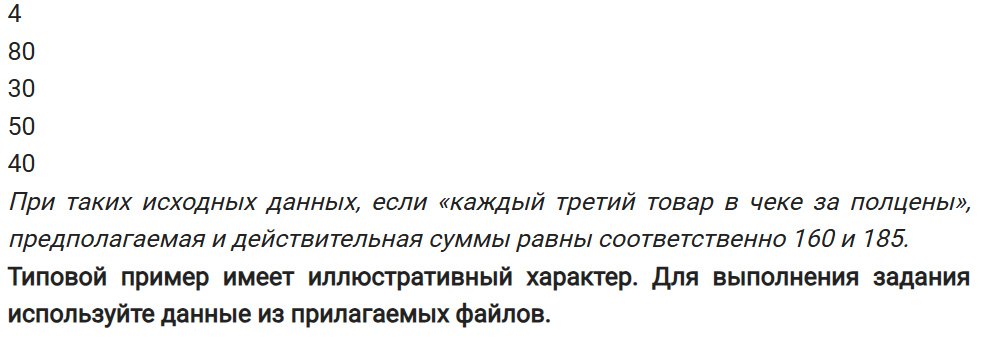 4
80
30
50
40
При таких исходных данных, если «каждый третий товар в чеке за полцены»,
предполагаемая и действительная суммы равны соответственно 160 и 185.
Типовой пример имеет иллюстративный характер. Для выполнения задания
используйте данные из прилагаемых файлов.